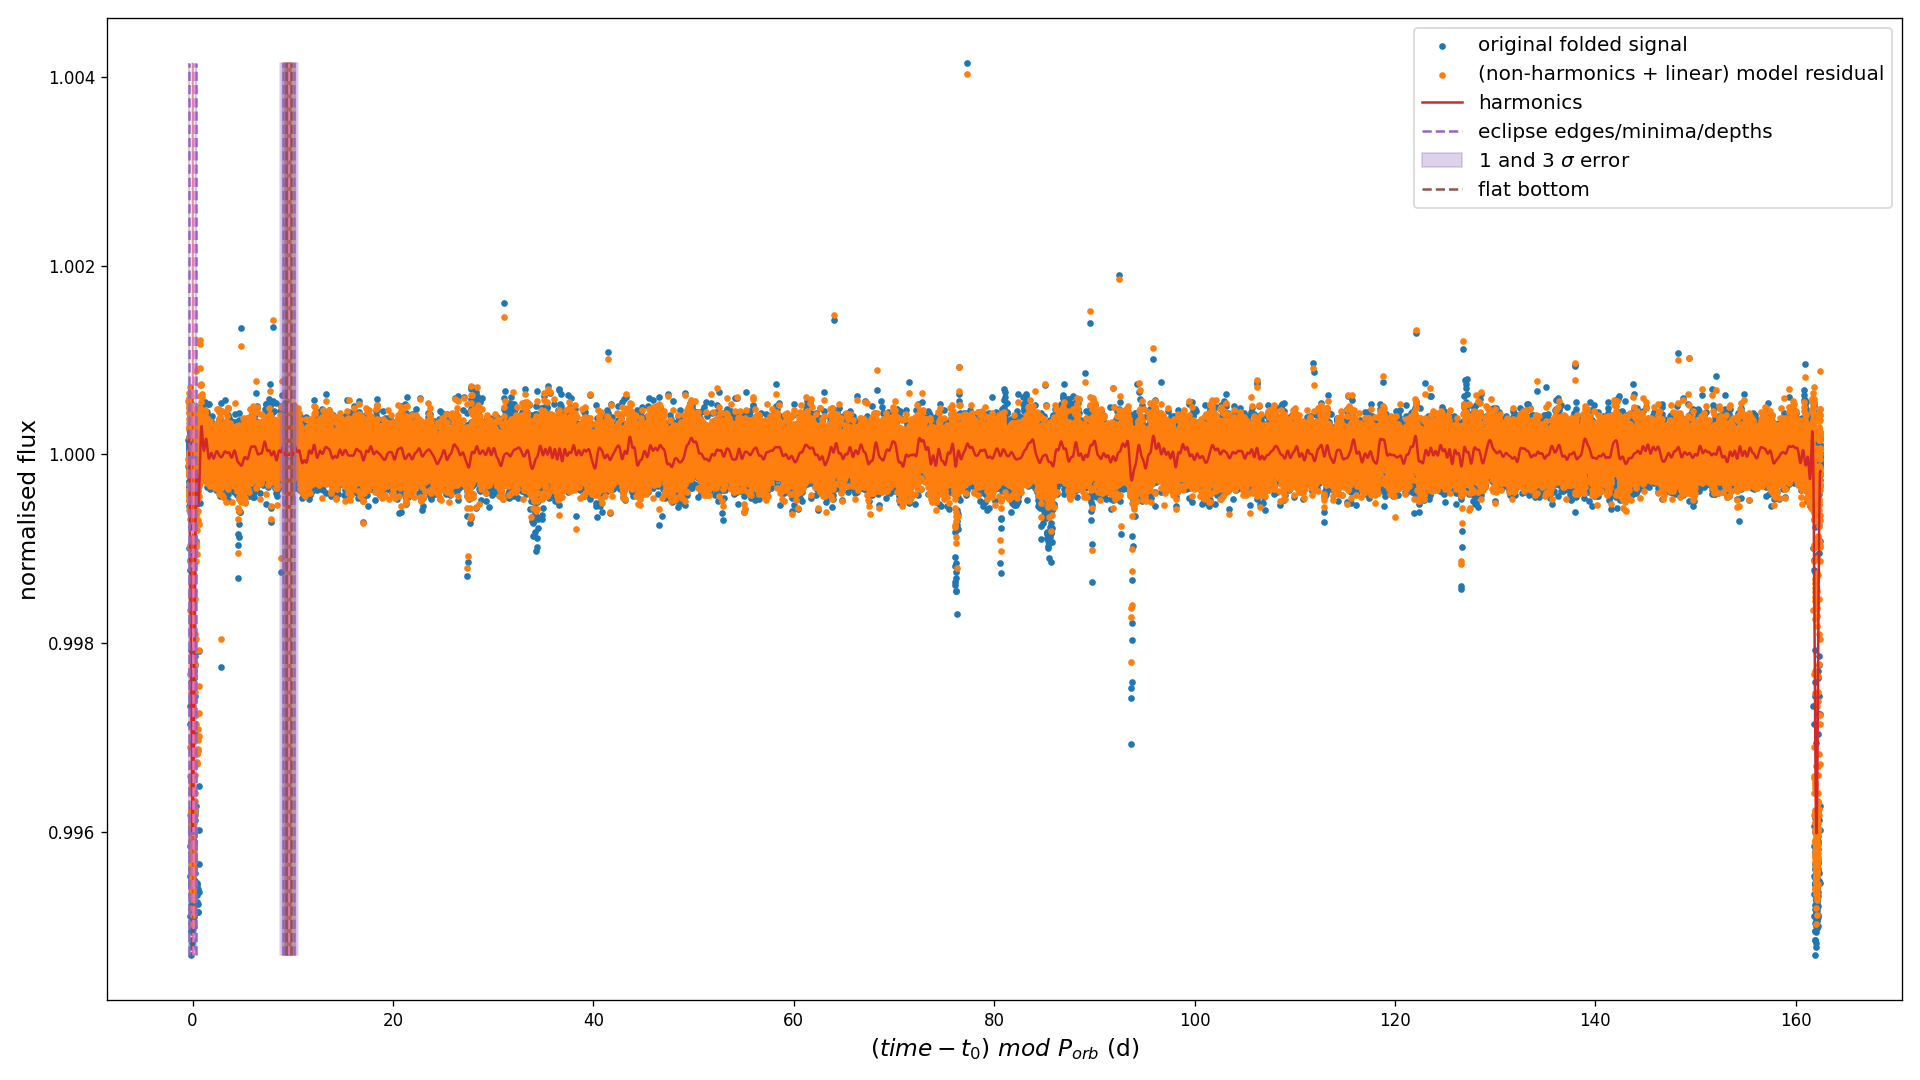 original folded signal
(non-harmonics + linear) model residual
harmonics
eclipse edges/minima/depths
1 and 3 σ error
flat bottom
normalised flux
1.004
1.002
1.000
0.998
0.996
0 20 40 60 80 100 120 140 160
(time − t₀) mod Pₒᵣb (d)